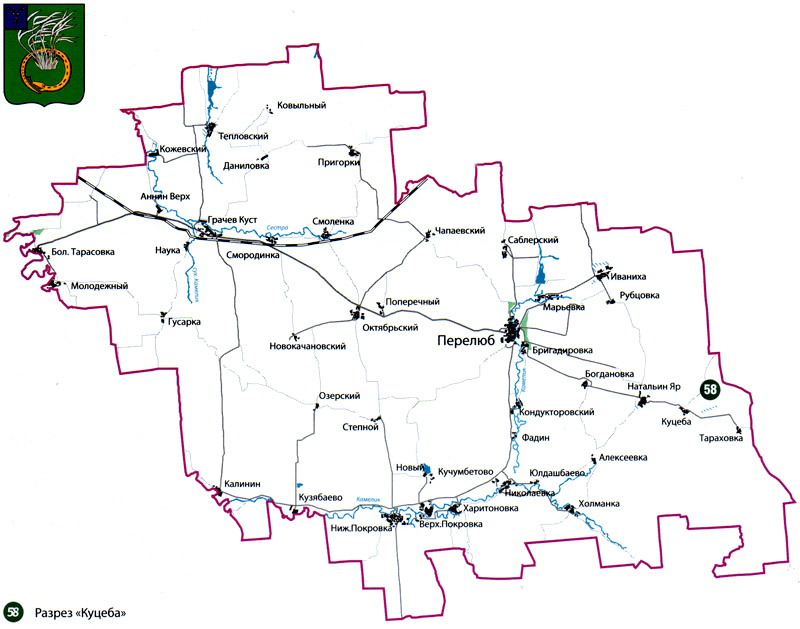 Ковыльный
Тепловский
Кожевский
Даниловка
Пригорки
Аннин Верх
Грачев Куст
Сестра
Смоленка
Чапаевский
Саблерский
Бол. Тарасовка
Наука
Смородинка
Иваниха
Молодежный
Рубцовка
Поперечный
Марьевка
Гусарка
Октябрьский
Перелюб
Новокачановский
Бригадировка
Богдановка
Камелик
Натальин Яр
58
Озерский
Кондукторовский
Куцеба
Степной
Фадин
Тараховка
Алексеевка
Новый
Кучумбетово
Юлдашбаево
Калинин
Николаевка
Кузябаево
Камелик
Харитоновка
Холманка
Ниж.Покровка
Верх.Покровка
58 Разрез «Куцеба»